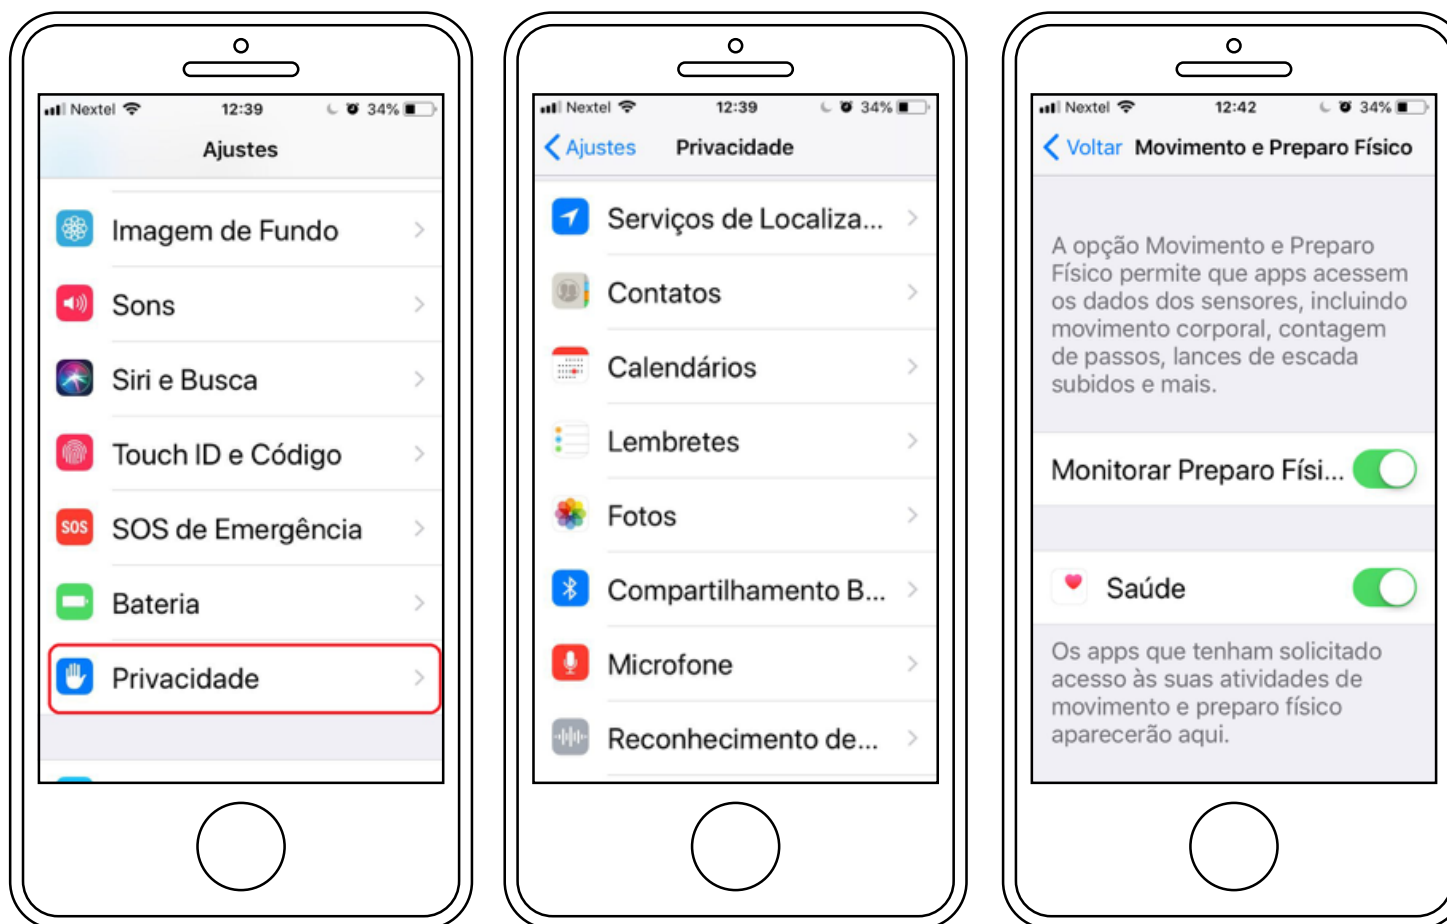 Nextel 12:39 34%
Ajustes
Imagem de Fundo
Sons
Siri e Busca
Touch ID e Código
SOS SOS de Emergência
Bateria
Privacidade
Nextel 12:39 34%
Ajustes Privacidade
Serviços de Localiza...
Contatos
Calendários
Lembretes
Fotos
Compartilhamento B...
Microfone
Reconhecimento de...
Nextel 12:42 34%
Voltar Movimento e Preparo Físico
A opção Movimento e Preparo
Físico permite que apps acessem
os dados dos sensores, incluindo
movimento corporal, contagem
de passos, lances de escada
subidos e mais.
Monitorar Preparo Físi...
Saúde
Os apps que tenham solicitado
acesso às suas atividades de
movimento e preparo físico
aparecerão aqui.